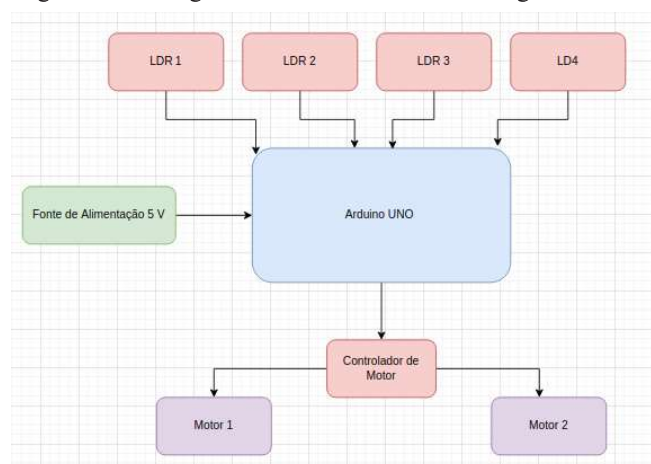 LDR 1
LDR 2
LDR 3
LD4
Fonte de Alimentação 5 V
Arduino UNO
Controlador de
Motor
Motor 1
Motor 2